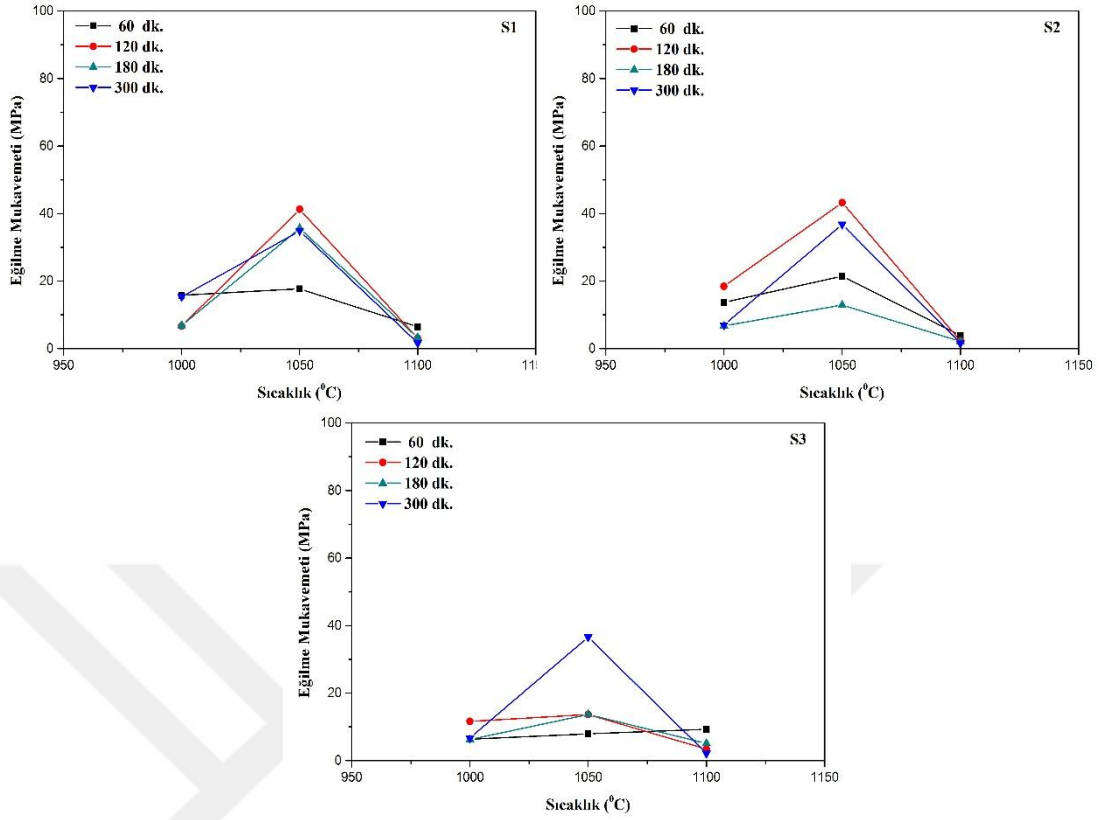 S1
60 dk.
120 dk.
180 dk.
300 dk.
Eğilme Mukavemeti (MPa)
100
80
60
40
20
0
950 1000 1050 1100 115
Sıcaklık (⁰C)
S2
60 dk.
120 dk.
180 dk.
300 dk.
Eğilme Mukavemeti (MPa)
100
80
60
40
20
0
950 1000 1050 1100 1150
Sıcaklık (⁰C)
S3
60 dk.
120 dk.
180 dk.
300 dk.
Eğilme Mukavemeti (MPa)
100
80
60
40
20
0
950 1000 1050 1100 1150
Sıcaklık (⁰C)